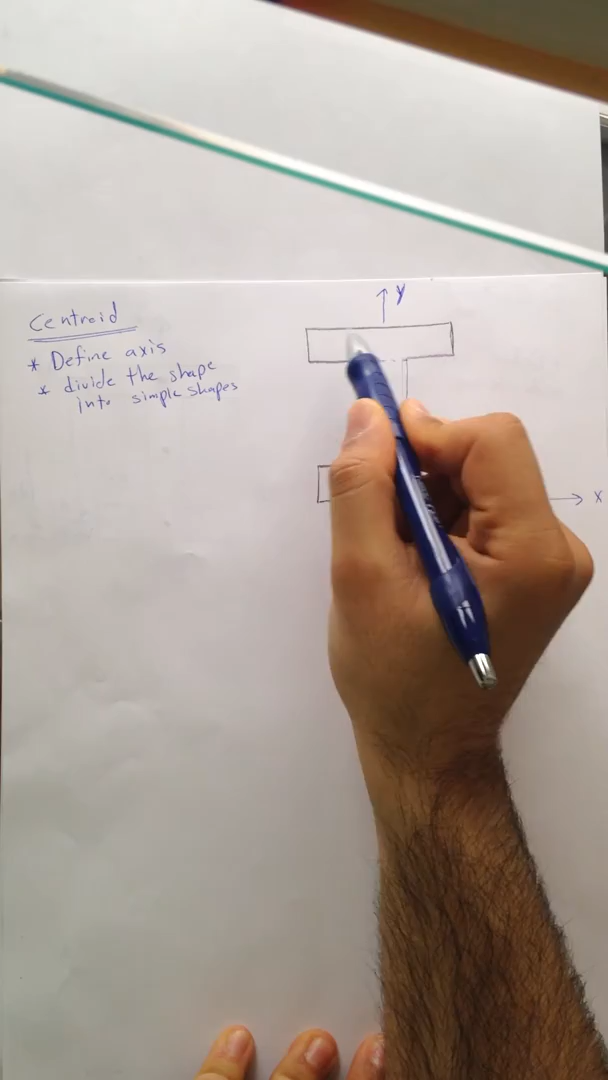 Centroid
* Define axis
* divide the shape
into simple shapes
Y
X